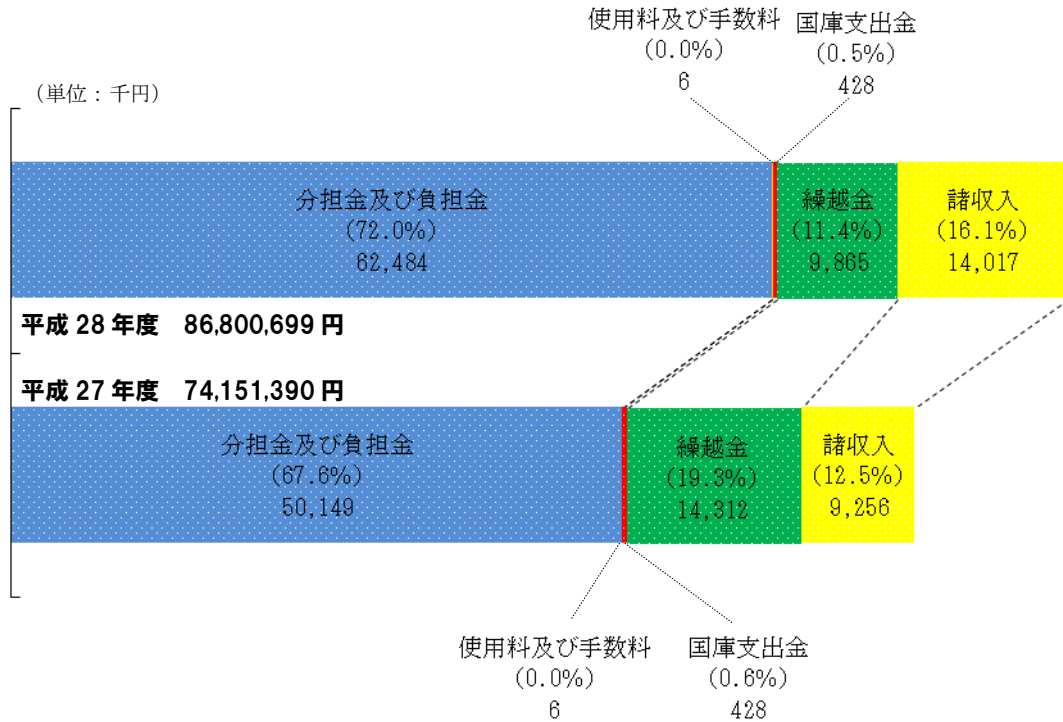 使用料及び手数料
(0.0%)
6
国庫支出金
(0.5%)
428
(単位：千円)
分担金及び負担金
(72.0%)
62,484
繰越金
(11.4%)
9,865
諸収入
(16.1%)
14,017
平成 28 年度　86,800,699 円
平成 27 年度　74,151,390 円
分担金及び負担金
(67.6%)
50,149
繰越金
(19.3%)
14,312
諸収入
(12.5%)
9,256
使用料及び手数料
(0.0%)
6
国庫支出金
(0.6%)
428